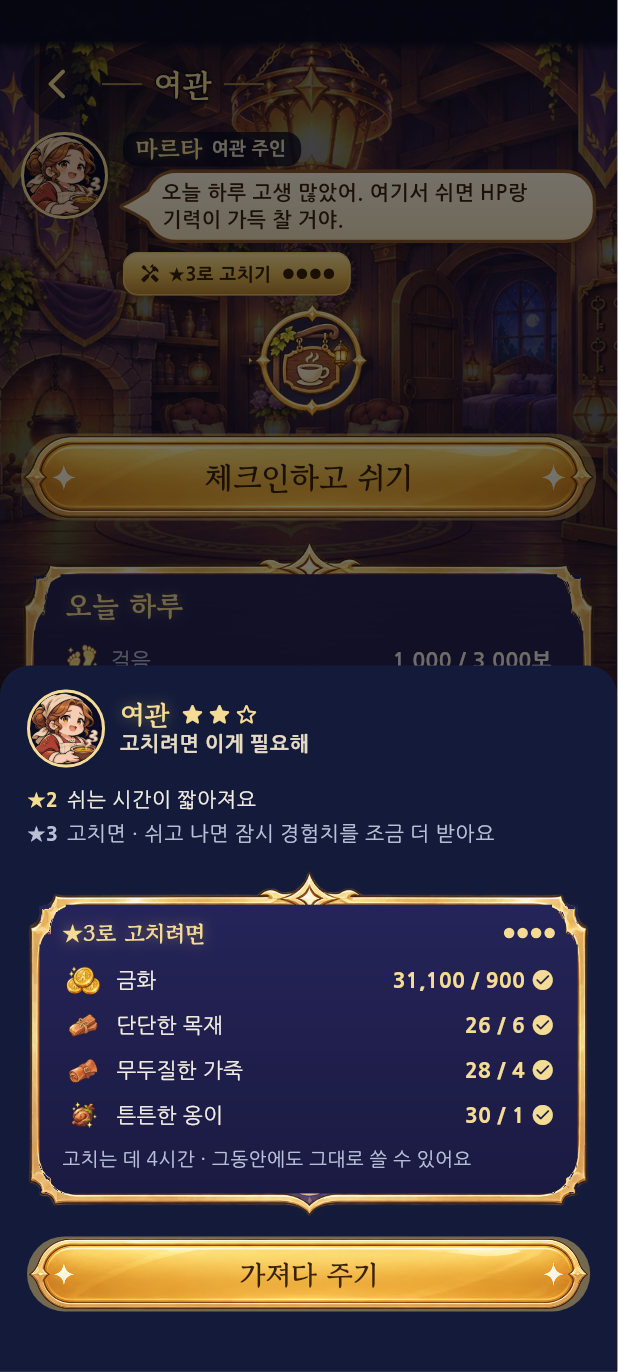 여관
마르타 여관 주인
오늘 하루 고생 많았어. 여기서 쉬면 HP랑
기력이 가득 찰 거야.
★3로 고치기 ●●●●
체크인하고 쉬기
오늘 하루
걸음 1,000 / 3,000보
여관 ★★☆
고치려면 이게 필요해
★2 쉬는 시간이 짧아져요
★3 고치면 · 쉬고 나면 잠시 경험치를 조금 더 받아요
★3로 고치려면 ●●●●
금화 31,100 / 900
단단한 목재 26 / 6
무두질한 가죽 28 / 4
튼튼한 옹이 30 / 1
고치는 데 4시간 · 그동안에도 그대로 쓸 수 있어요
가져다 주기